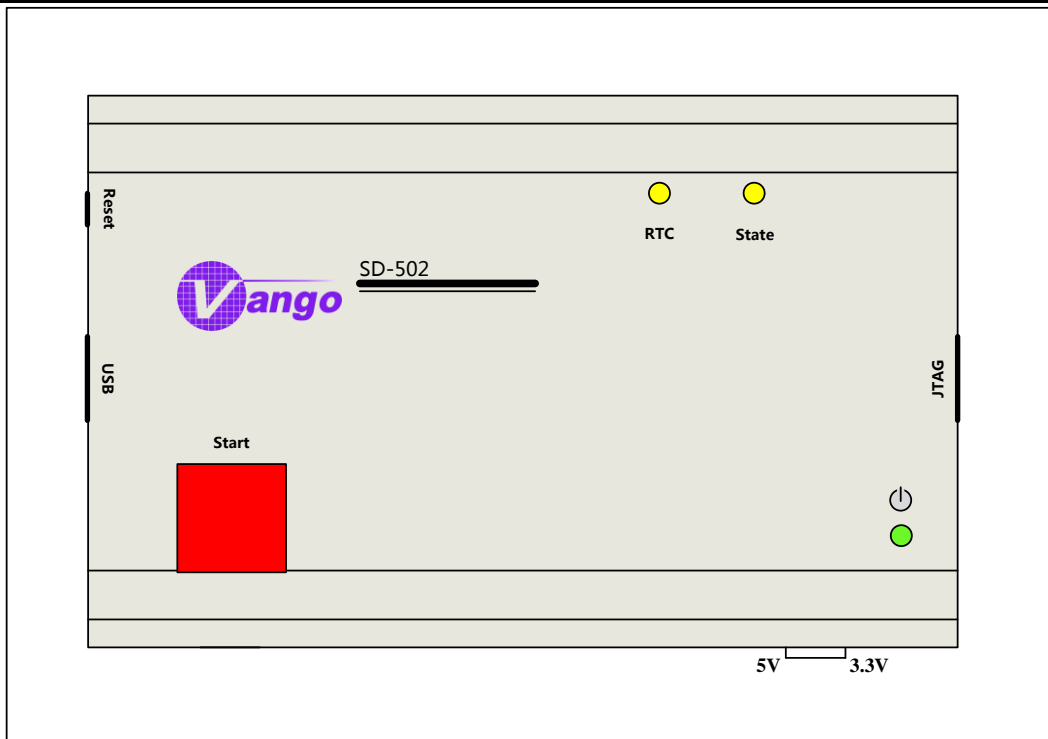 Reset
RTC
State
SD-502
Vango
USB
JTAG
Start
5V
3.3V